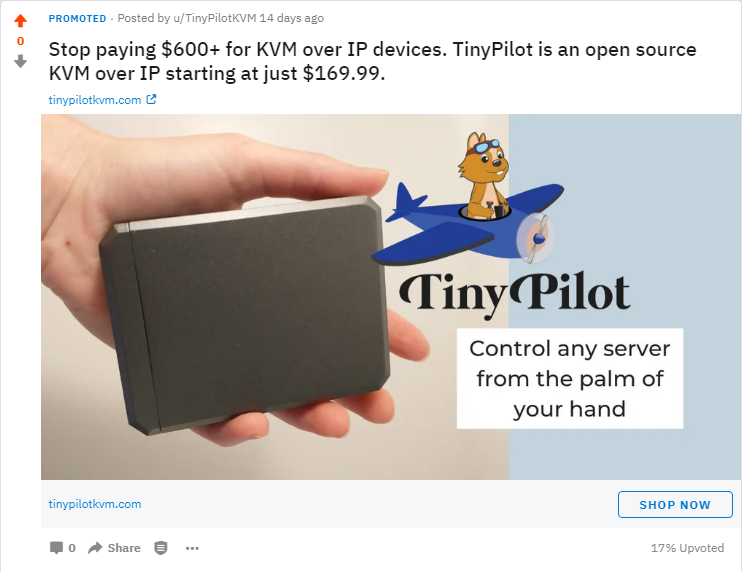 PROMOTED · Posted by u/TinyPilotKVM 14 days ago
0
Stop paying $600+ for KVM over IP devices. TinyPilot is an open source
KVM over IP starting at just $169.99.
tinypilotkvm.com
TinyPilot
Control any server
from the palm of
your hand
tinypilotkvm.com
SHOP NOW
0 Share ••• 17% Upvoted